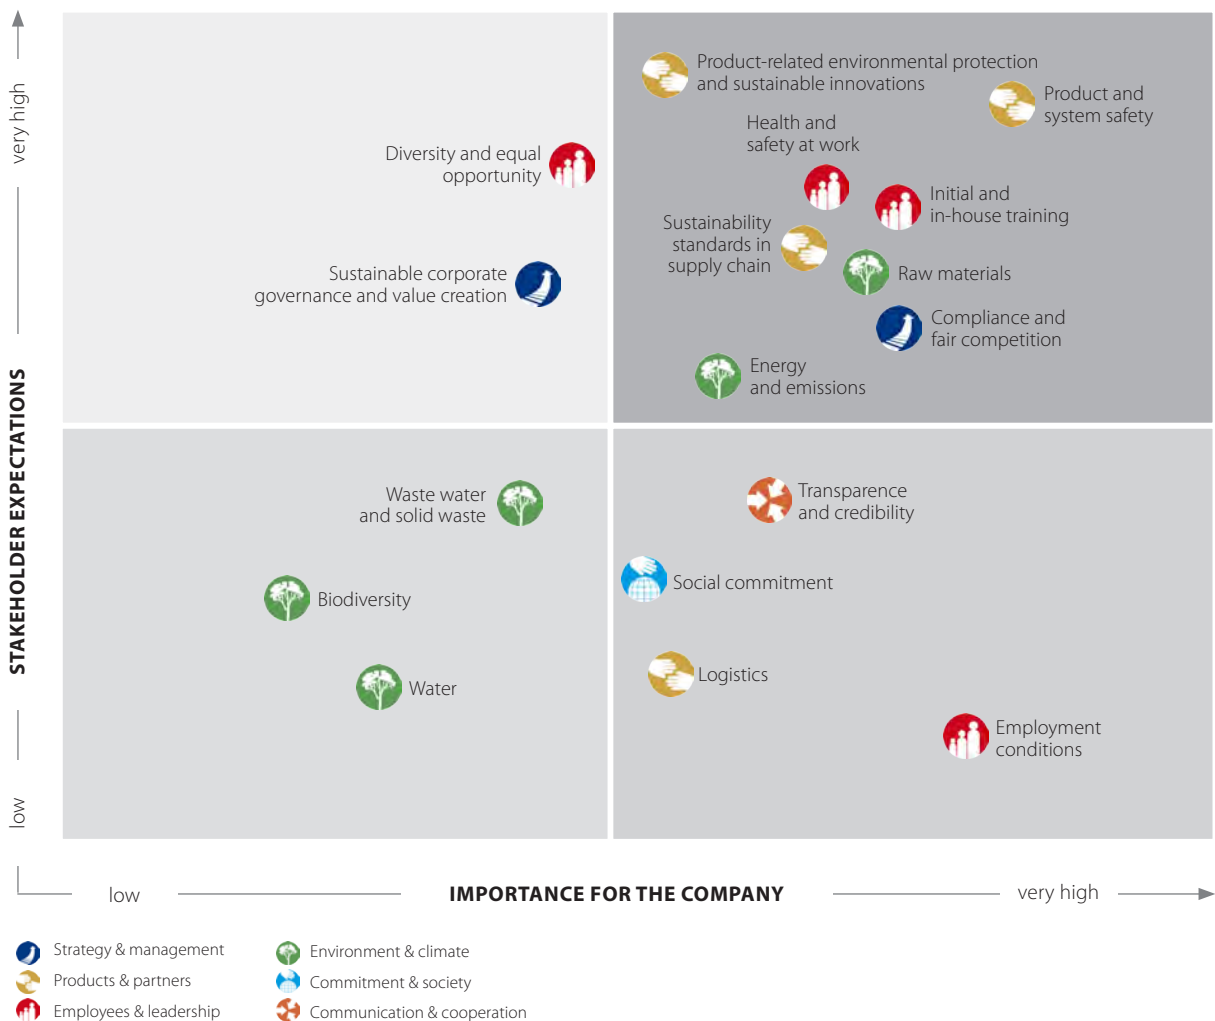 very high
STAKEHOLDER EXPECTATIONS
low
Product-related environmental protection
and sustainable innovations
Product and
system safety
Health and
safety at work
Diversity and equal
opportunity
Initial and
in-house training
Sustainability
standards in
supply chain
Sustainable corporate
governance and value creation
Raw materials
Compliance and
fair competition
Energy
and emissions
Waste water
and solid waste
Transparence
and credibility
Social commitment
Biodiversity
Logistics
Water
Employment
conditions
low
IMPORTANCE FOR THE COMPANY
very high
Strategy & management
Products & partners
Employees & leadership
Environment & climate
Commitment & society
Communication & cooperation